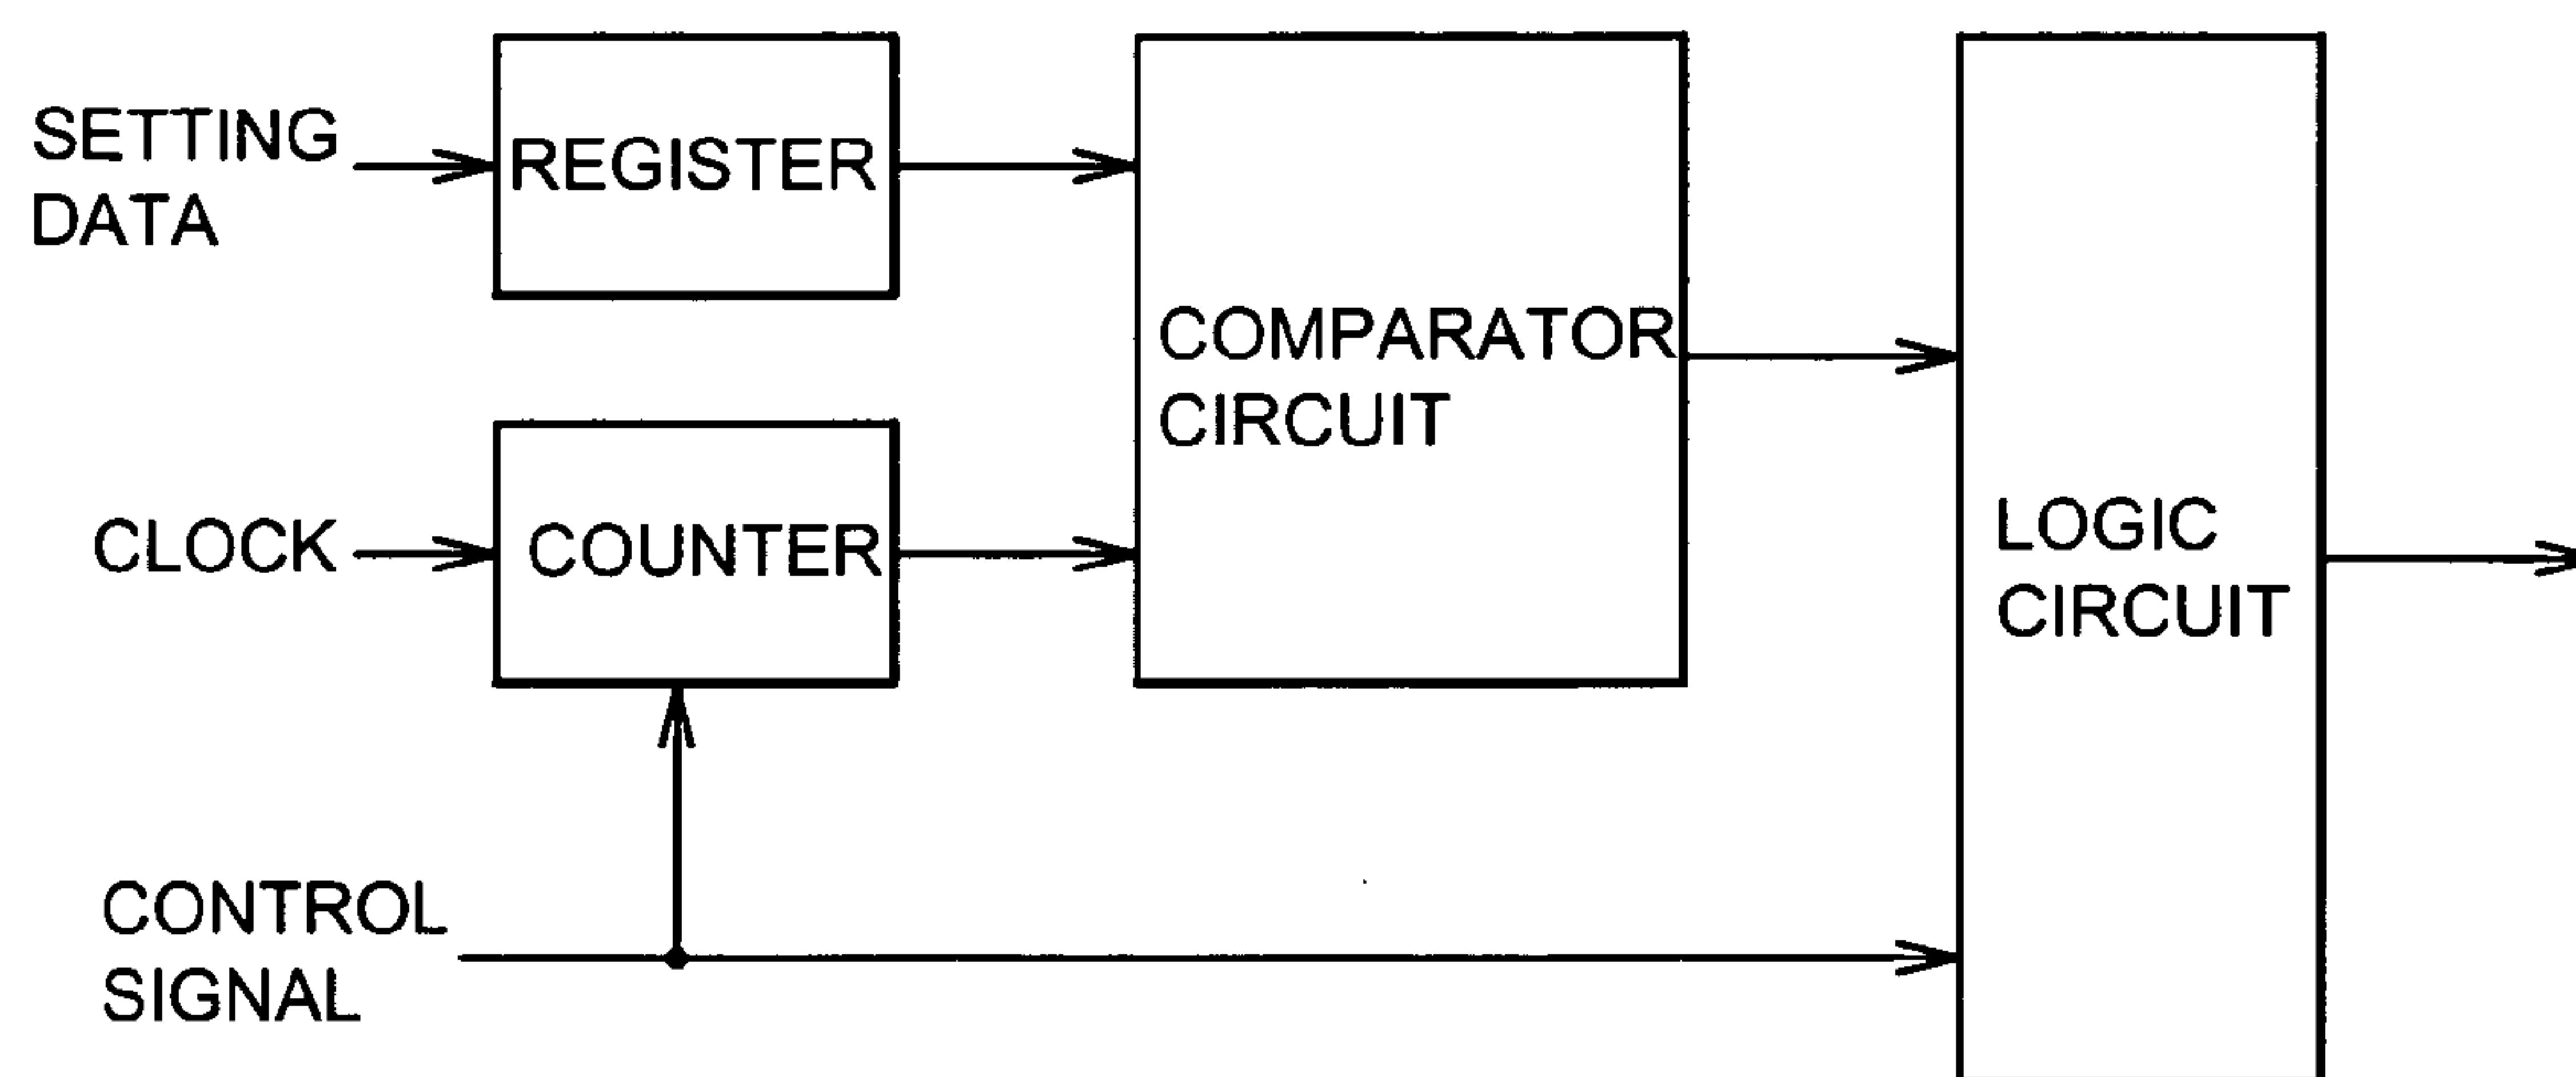 SETTING
DATA
REGISTER
COMPARATOR
CIRCUIT
CLOCK
COUNTER
LOGIC
CIRCUIT
CONTROL
SIGNAL